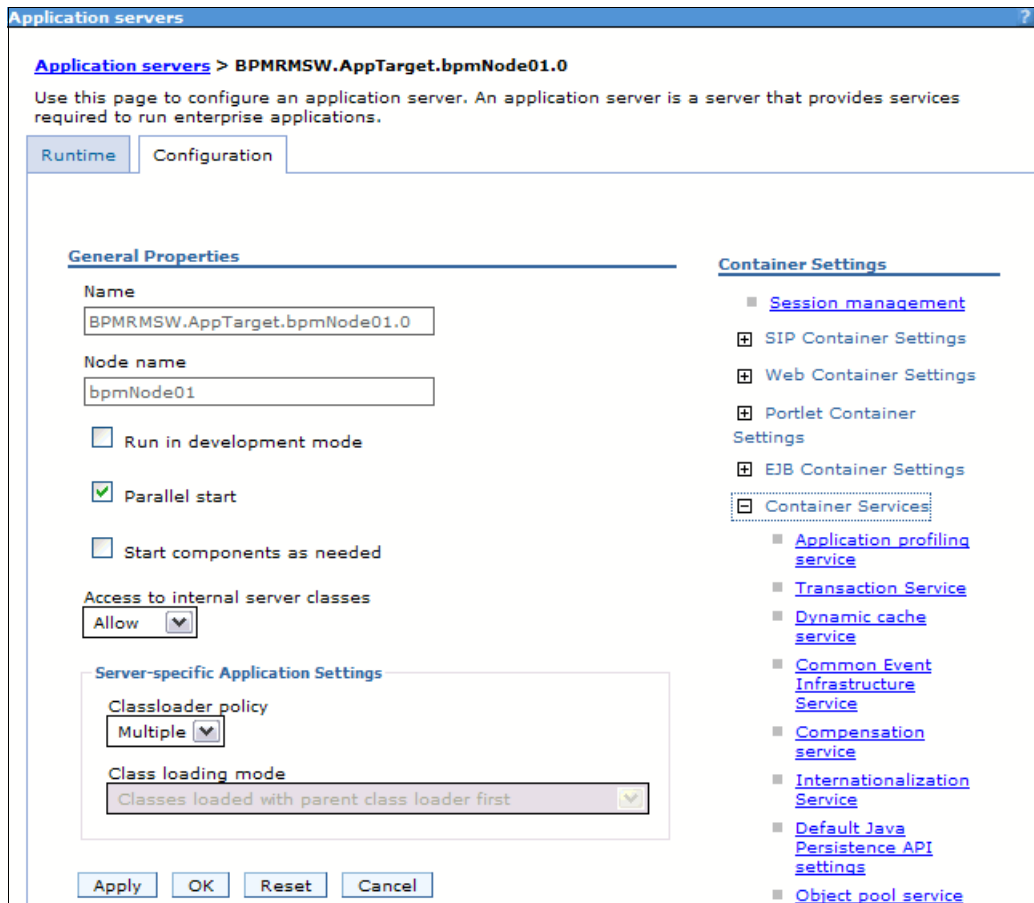 Application servers ?
Application servers > BPMRMSW.AppTarget.bpmNode01.0
Use this page to configure an application server. An application server is a server that provides services
required to run enterprise applications.
Runtime
Configuration
General Properties
Name
BPMRMSW.AppTarget.bpmNode01.0
Node name
bpmNode01
Run in development mode
Parallel start
Start components as needed
Access to internal server classes
Allow
Server-specific Application Settings
Classloader policy
Multiple
Class loading mode
Classes loaded with parent class loader first
Apply
OK
Reset
Cancel
Container Settings
Session management
SIP Container Settings
Web Container Settings
Portlet Container
Settings
EJB Container Settings
Container Services
Application profiling
service
Transaction Service
Dynamic cache
service
Common Event
Infrastructure
Service
Compensation
service
Internationalization
Service
Default Java
Persistence API
settings
Object pool service